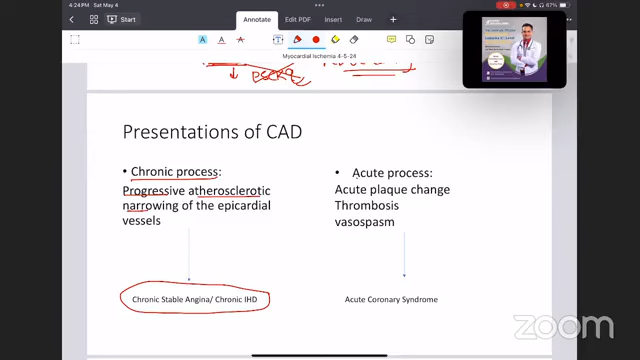 4:24 PM Sat May 4
67%
Start
Annotate
Edit PDF
Insert
Draw
Myocardial Ischemia 4-5-24
Presentations of CAD
• Chronic process:
Progressive atherosclerotic
narrowing of the epicardial
vessels
Chronic Stable Angina/ Chronic IHD
• Acute process:
Acute plaque change
Thrombosis
vasospasm
Acute Coronary Syndrome
zoom